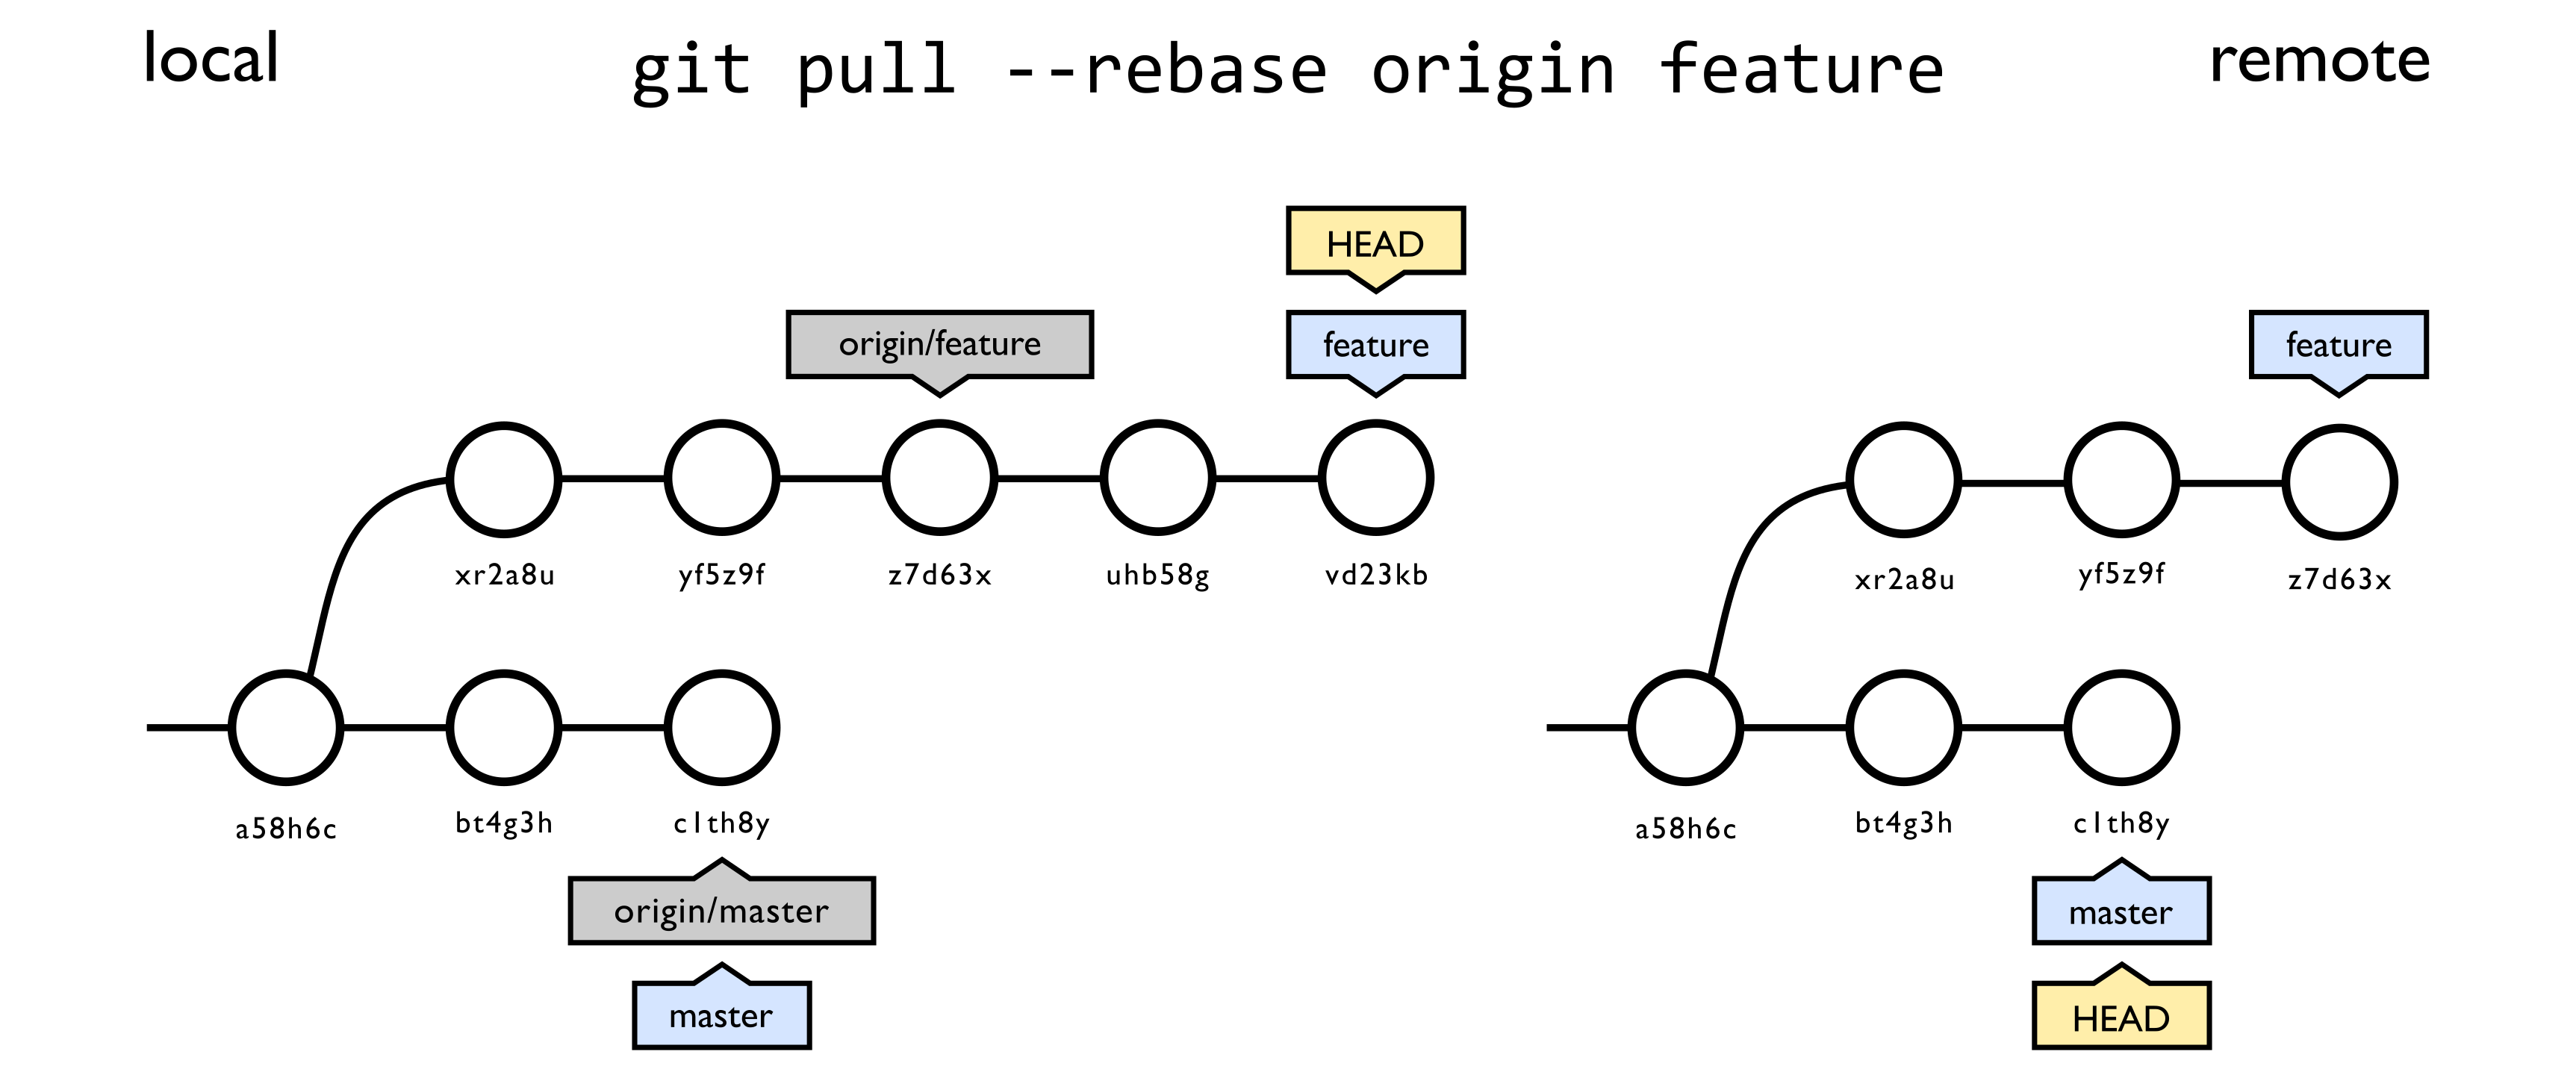 local
git pull --rebase origin feature
remote
HEAD
origin/feature
feature
feature
xr2a8u
yf5z9f
z7d63x
uhb58g
vd23kb
xr2a8u
yf5z9f
z7d63x
a58h6c
bt4g3h
c1th8y
a58h6c
bt4g3h
c1th8y
origin/master
master
master
HEAD